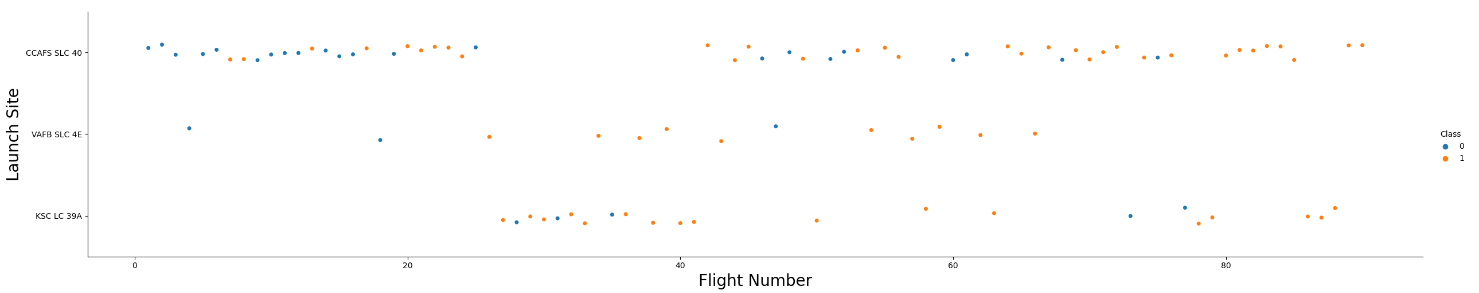 Launch Site
CCAFS SLC 40
VAFB SLC 4E
KSC LC 39A
0 20 40 60 80
Flight Number
Class
0
1